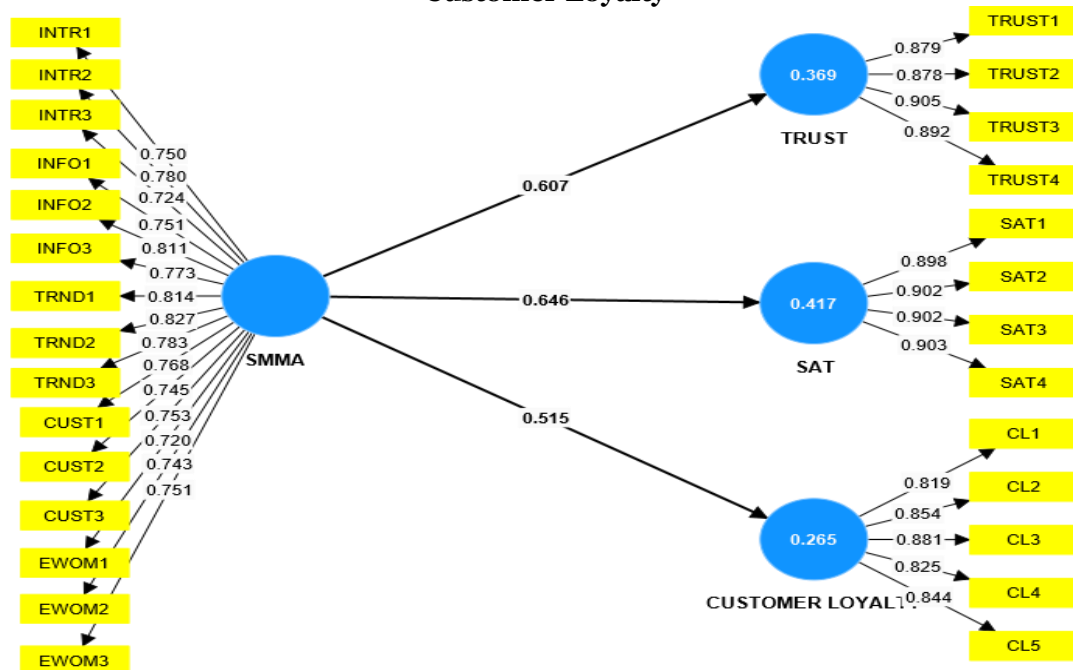 Customer Loyalty
INTR1
INTR2
INTR3
INFO1
INFO2
INFO3
TRND1
TRND2
TRND3
CUST1
CUST2
CUST3
EWOM1
EWOM2
EWOM3
0.750
0.780
0.724
0.751
0.811
0.773
0.814
0.827
0.783
0.768
0.745
0.753
0.720
0.743
0.751
SMMA
0.607
0.646
0.515
0.369
TRUST
0.879
0.878
0.905
0.892
TRUST1
TRUST2
TRUST3
TRUST4
0.417
SAT
0.898
0.902
0.902
0.903
SAT1
SAT2
SAT3
SAT4
0.265
CUSTOMER LOYALT
0.819
0.854
0.881
0.825
0.844
CL1
CL2
CL3
CL4
CL5